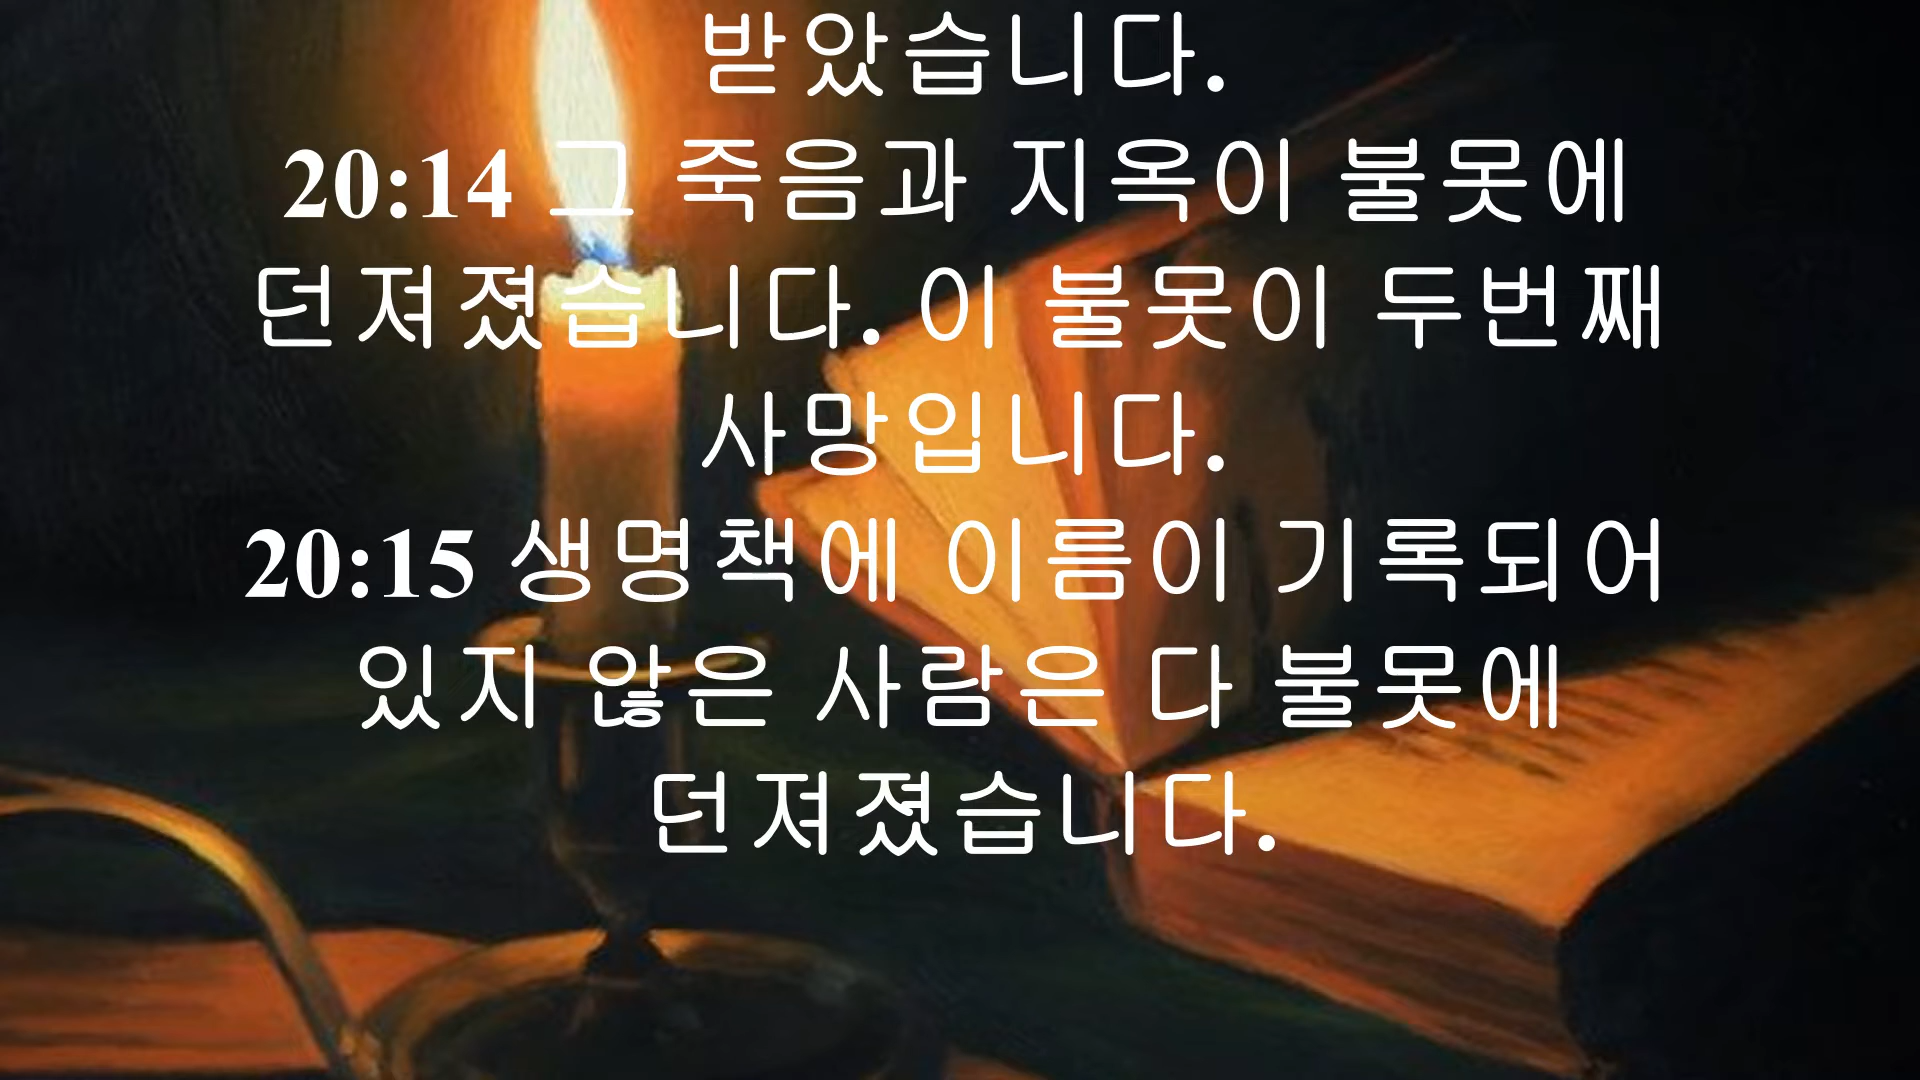 받았습니다.
20:14 그 죽음과 지옥이 불못에
던져졌습니다. 이 불못이 두번째
사망입니다.
20:15 생명책에 이름이 기록되어
있지 않은 사람은 다 불못에
던져졌습니다.